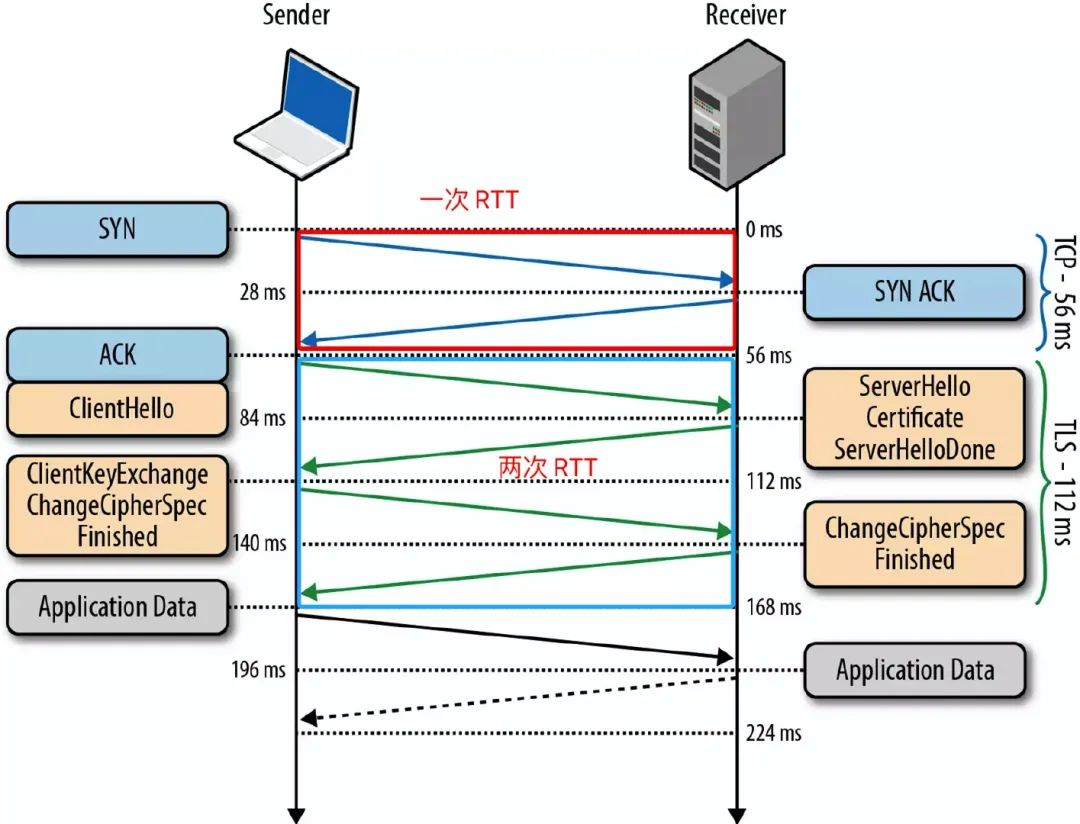 Sender
Receiver
一次 RTT
SYN
0 ms
28 ms
SYN ACK
TCP - 56 ms
ACK
56 ms
ClientHello
84 ms
ServerHello
Certificate
ServerHelloDone
TLS - 112 ms
两次 RTT
ClientKeyExchange
ChangeCipherSpec
Finished
112 ms
140 ms
ChangeCipherSpec
Finished
Application Data
168 ms
196 ms
Application Data
224 ms